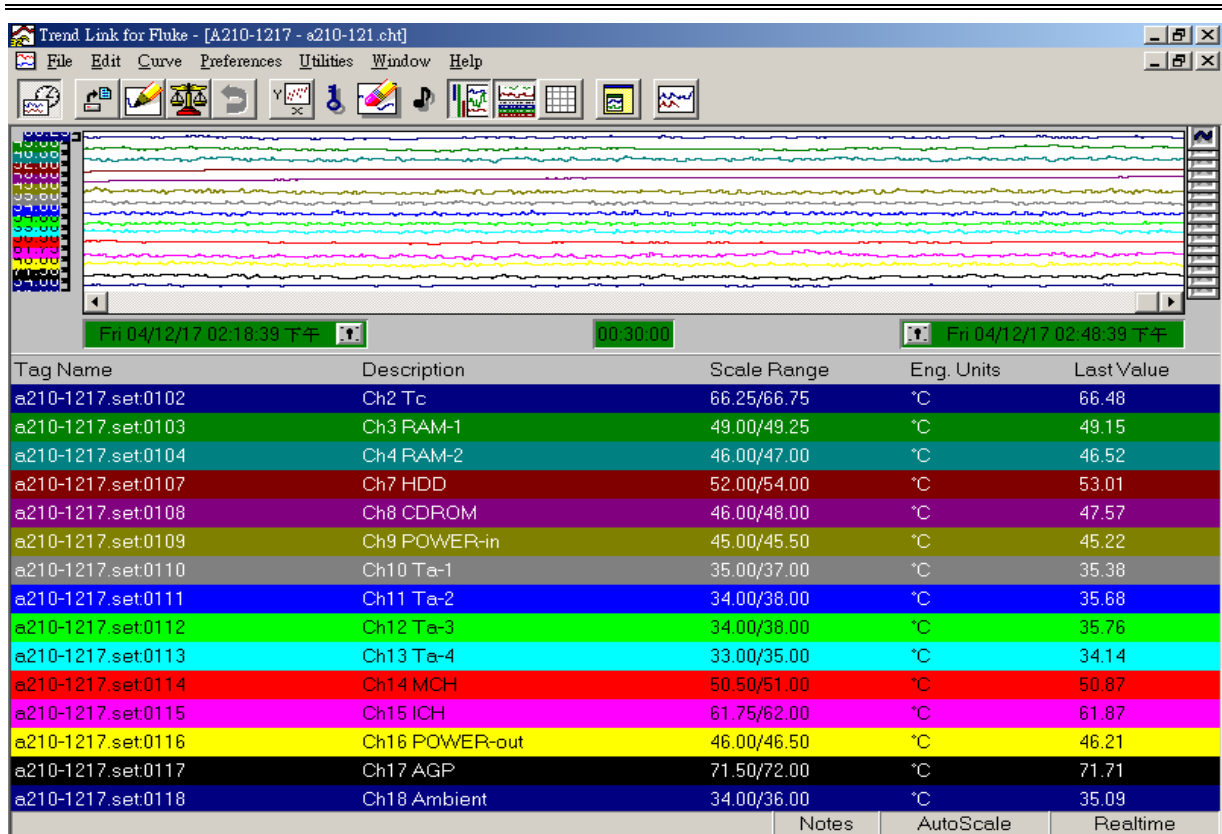 Trend Link for Fluke - [A210-1217 - a210-121.cht]
File Edit Curve Preferences Utilities Window Help
Fri 04/12/17 02:18:39 下午 00:30:00 Fri 04/12/17 02:48:39 下午
Tag Name Description Scale Range Eng. Units Last Value
a210-1217.set:0102 Ch2 Tc 66.25/66.75 °C 66.48
a210-1217.set:0103 Ch3 RAM-1 49.00/49.25 °C 49.15
a210-1217.set:0104 Ch4 RAM-2 46.00/47.00 °C 46.52
a210-1217.set:0107 Ch7 HDD 52.00/54.00 °C 53.01
a210-1217.set:0108 Ch8 CDROM 46.00/48.00 °C 47.57
a210-1217.set:0109 Ch9 POWER-in 45.00/45.50 °C 45.22
a210-1217.set:0110 Ch10 Ta-1 35.00/37.00 °C 35.38
a210-1217.set:0111 Ch11 Ta-2 34.00/38.00 °C 35.68
a210-1217.set:0112 Ch12 Ta-3 34.00/38.00 °C 35.76
a210-1217.set:0113 Ch13 Ta-4 33.00/35.00 °C 34.14
a210-1217.set:0114 Ch14 MCH 50.50/51.00 °C 50.87
a210-1217.set:0115 Ch15 ICH 61.75/62.00 °C 61.87
a210-1217.set:0116 Ch16 POWER-out 46.00/46.50 °C 46.21
a210-1217.set:0117 Ch17 AGP 71.50/72.00 °C 71.71
a210-1217.set:0118 Ch18 Ambient 34.00/36.00 °C 35.09
Notes AutoScale Realtime